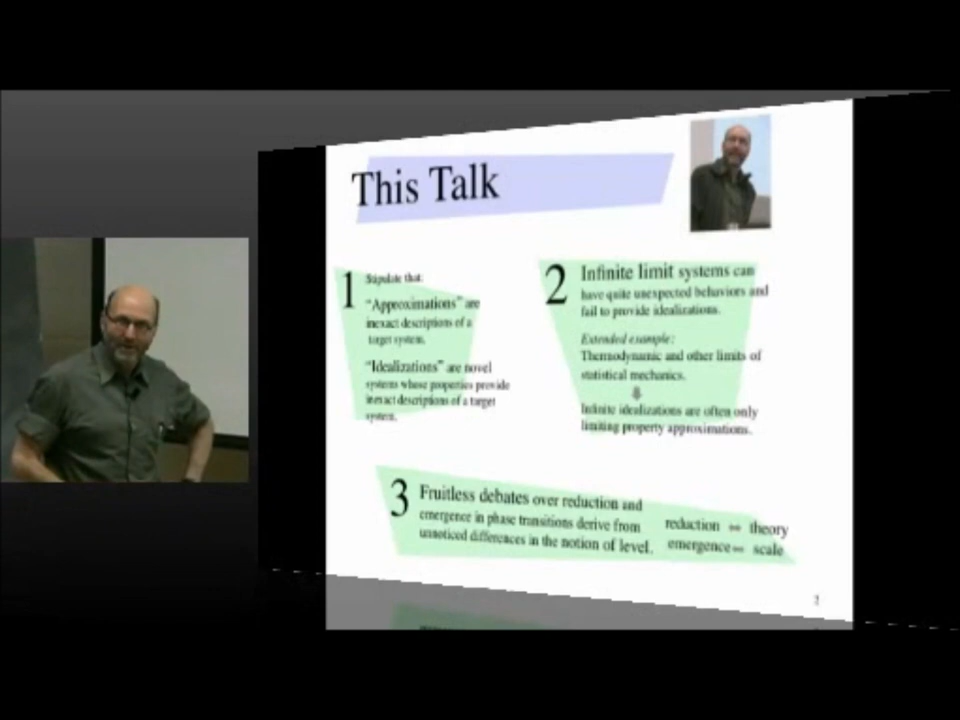 This Talk
1
Stipulate that:
“Approximations” are
inexact descriptions of a
target system.
“Idealizations” are novel
systems whose properties provide
inexact descriptions of a target
system.
2
Infinite limit systems can
have quite unexpected behaviors and
fail to provide idealizations.
Extended example:
Thermodynamic and other limits of
statistical mechanics.
Infinite idealizations are often only
limiting property approximations.
3
Fruitless debates over reduction and
emergence in phase transitions derive from
unnoticed differences in the notion of level.
reduction ⇔ theory
emergence ⇔ scale
2